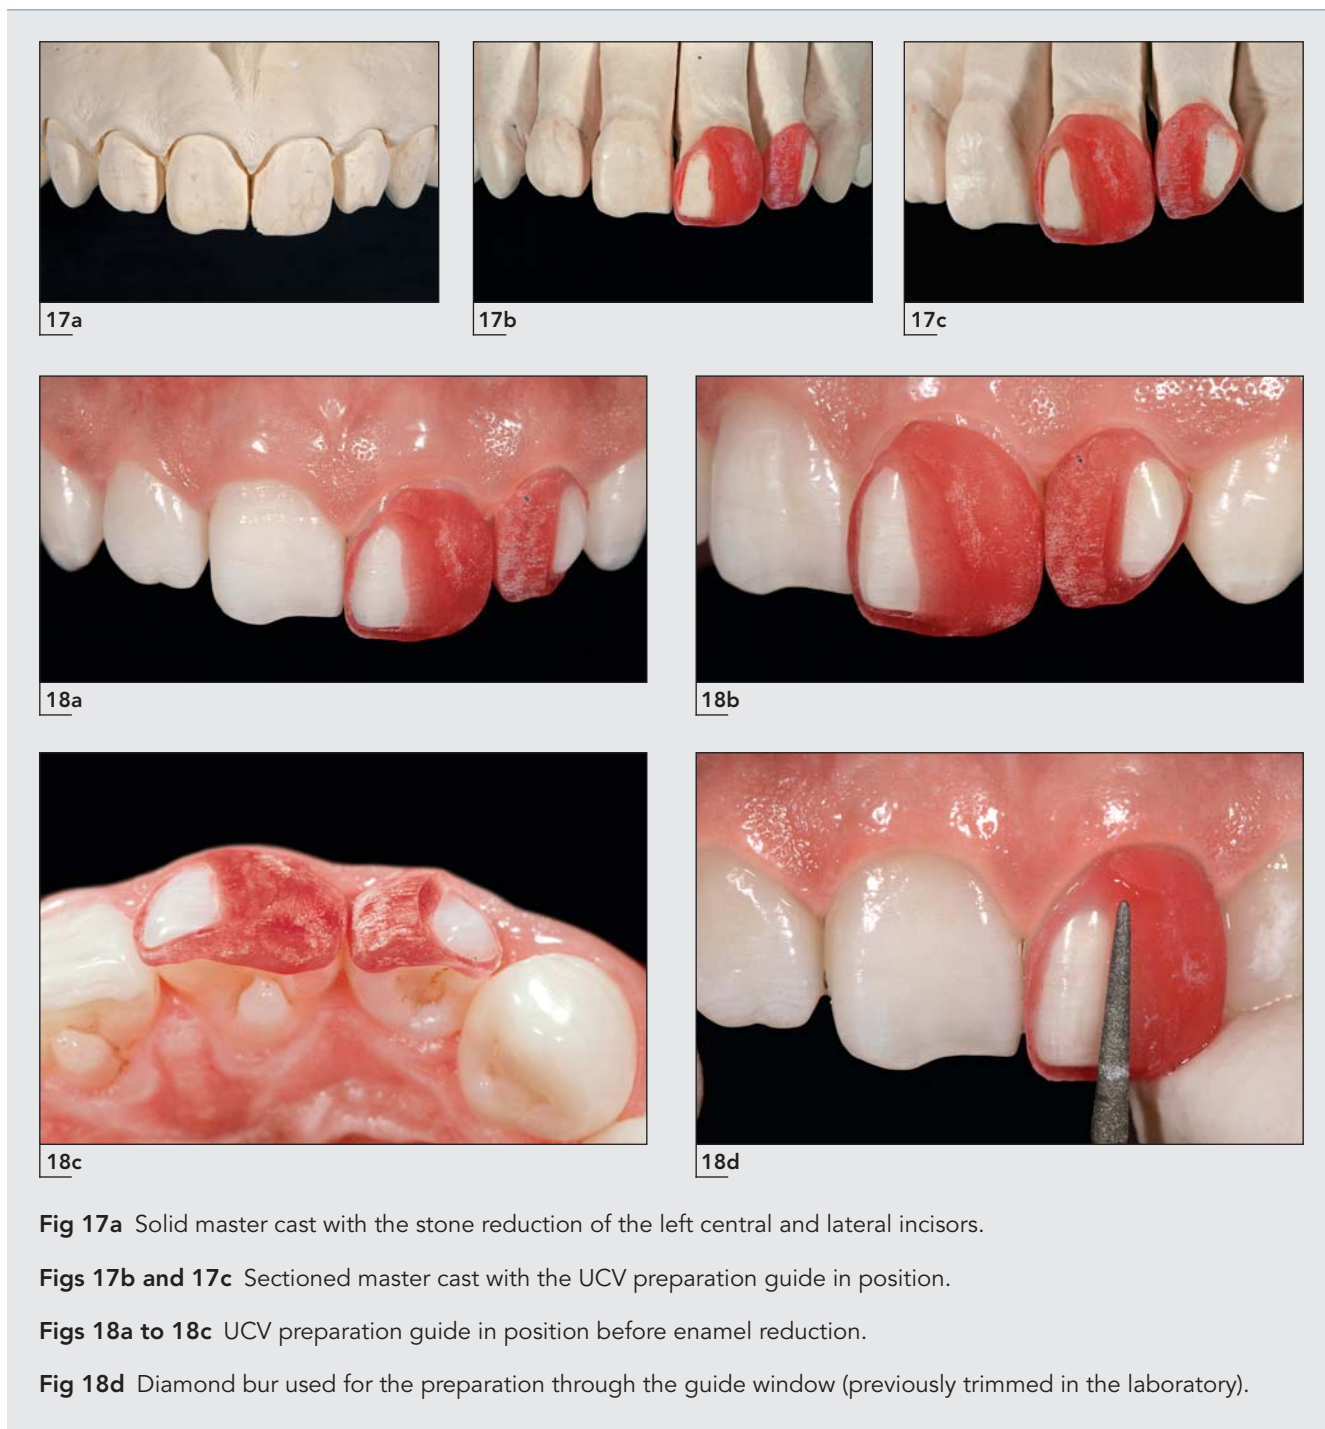 17a
17b
17c
18a
18b
18c
18d
Fig 17a Solid master cast with the stone reduction of the left central and lateral incisors.
Figs 17b and 17c Sectioned master cast with the UCV preparation guide in position.
Figs 18a to 18c UCV preparation guide in position before enamel reduction.
Fig 18d Diamond bur used for the preparation through the guide window (previously trimmed in the laboratory).